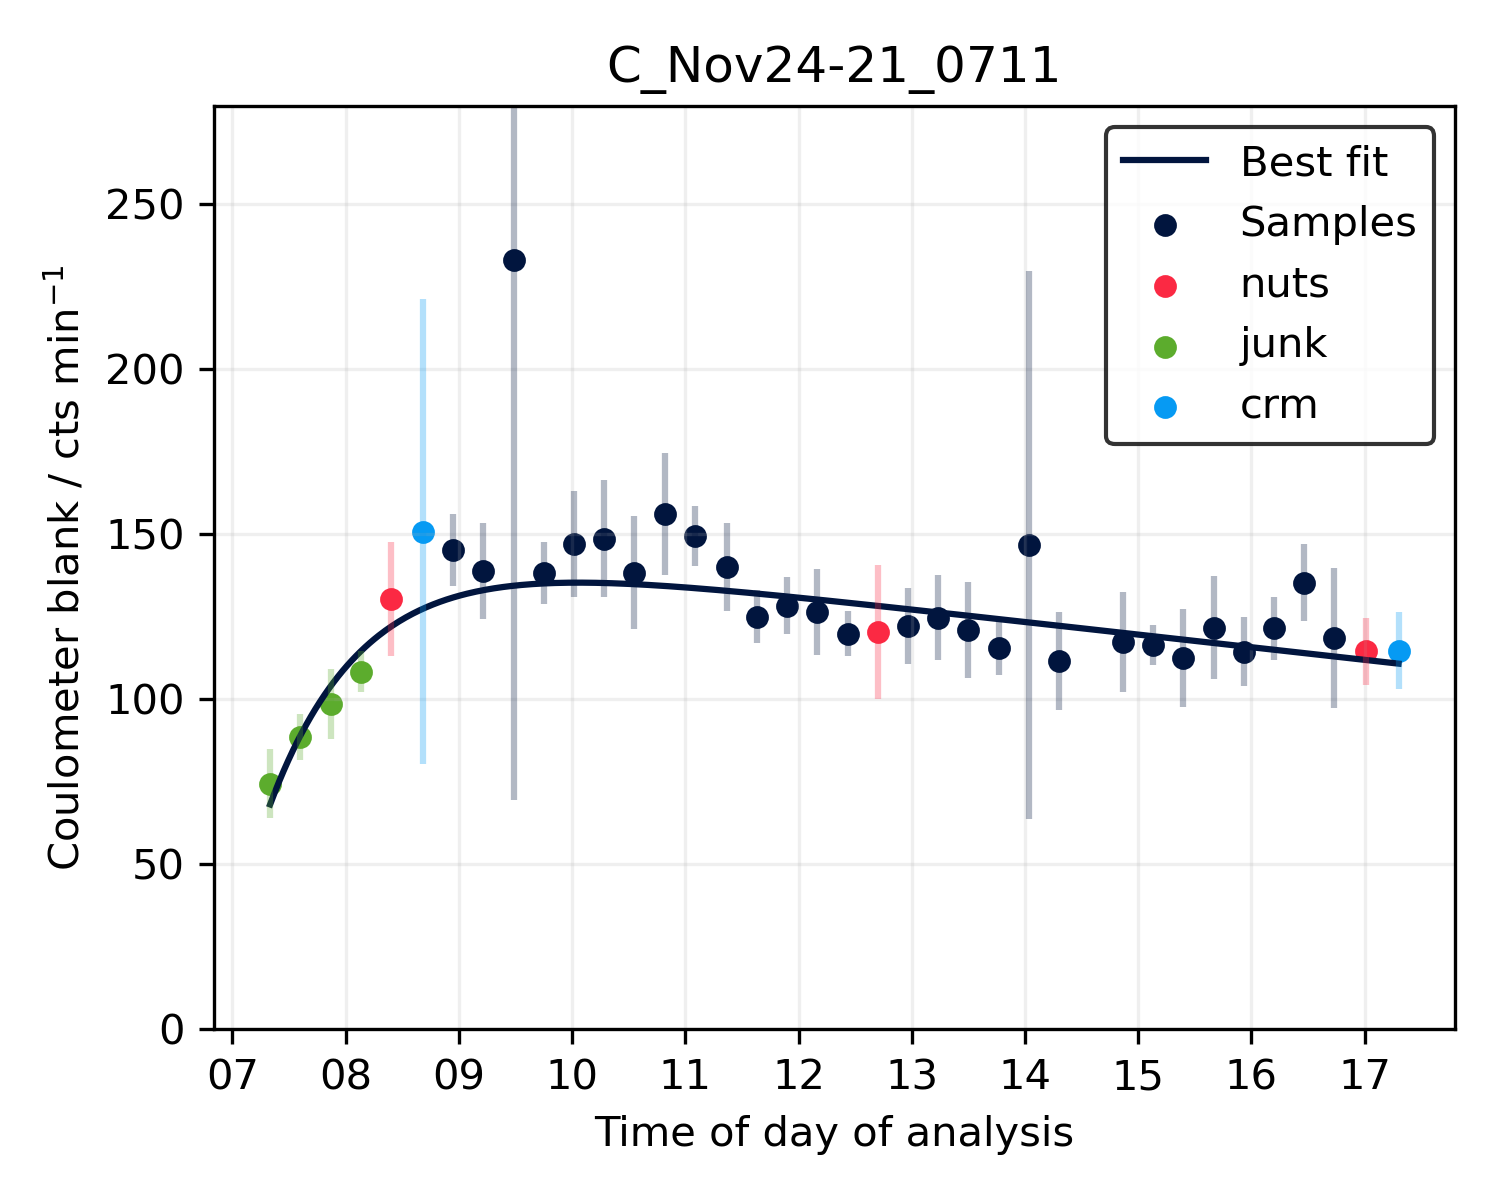 C_Nov24-21_0711
Coulometer blank / cts min⁻¹
250
200
150
100
50
0
07 08 09 10 11 12 13 14 15 16 17
Time of day of analysis
Best fit
Samples
nuts
junk
crm